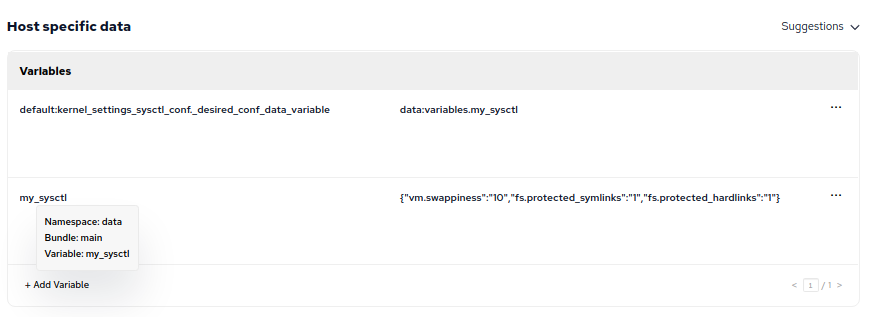 Host specific data
Suggestions
Variables
default:kernel_settings_sysctl_conf._desired_conf_data_variable
data:variables.my_sysctl
...
my_sysctl
{"vm.swappiness":"10","fs.protected_symlinks":"1","fs.protected_hardlinks":"1"}
...
Namespace: data
Bundle: main
Variable: my_sysctl
+ Add Variable
< 1 / 1 >